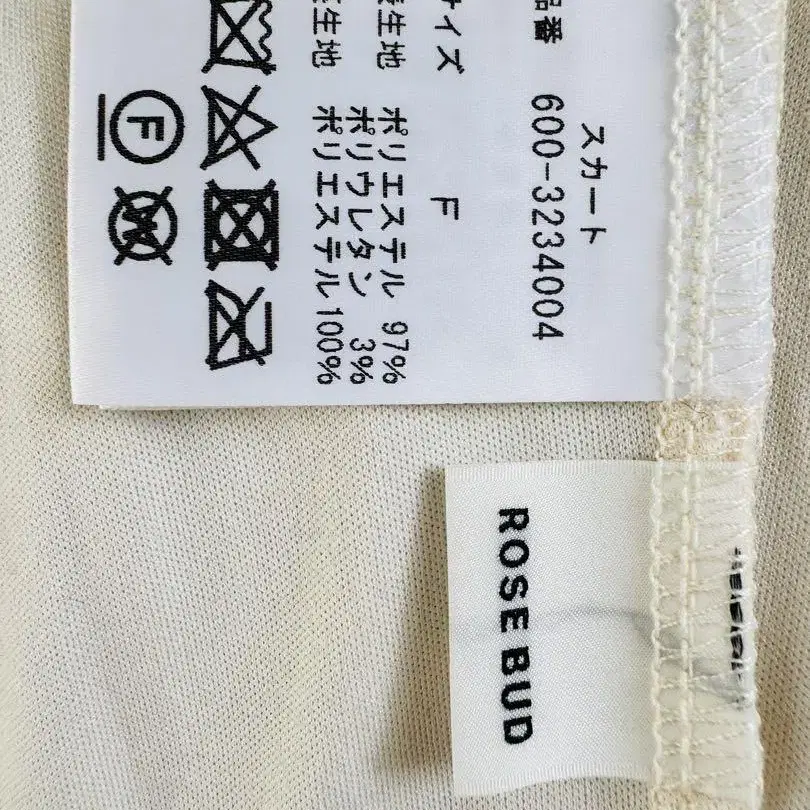 スカート
品番 600-3234004
サイズ F
表生地 ポリエステル 97%
ポリウレタン 3%
裏生地 ポリエステル 100%
F
W
ROSE BUD